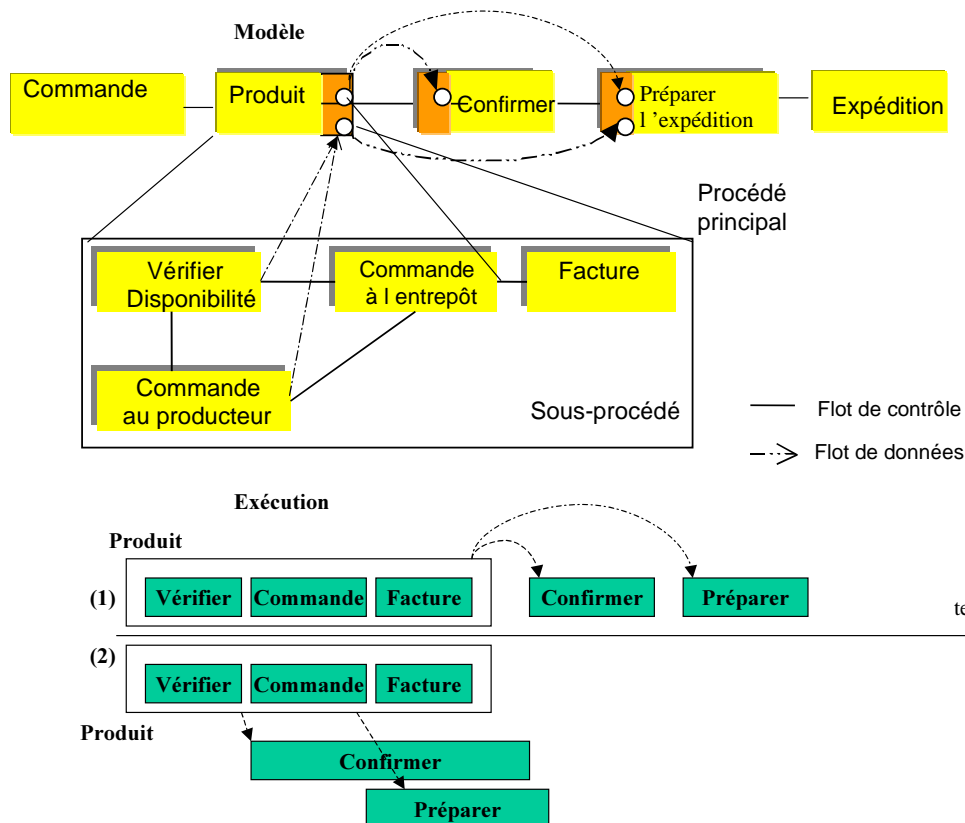 Modèle
Commande
Produit
Confirmer
Préparer
l 'expédition
Expédition
Procédé
principal
Vérifier
Disponibilité
Commande
à l entrepôt
Facture
Commande
au producteur
Sous-procédé
Flot de contrôle
Flot de données
Exécution
Produit
(1)
Vérifier
Commande
Facture
Confirmer
Préparer
(2)
Vérifier
Commande
Facture
Produit
Confirmer
Préparer